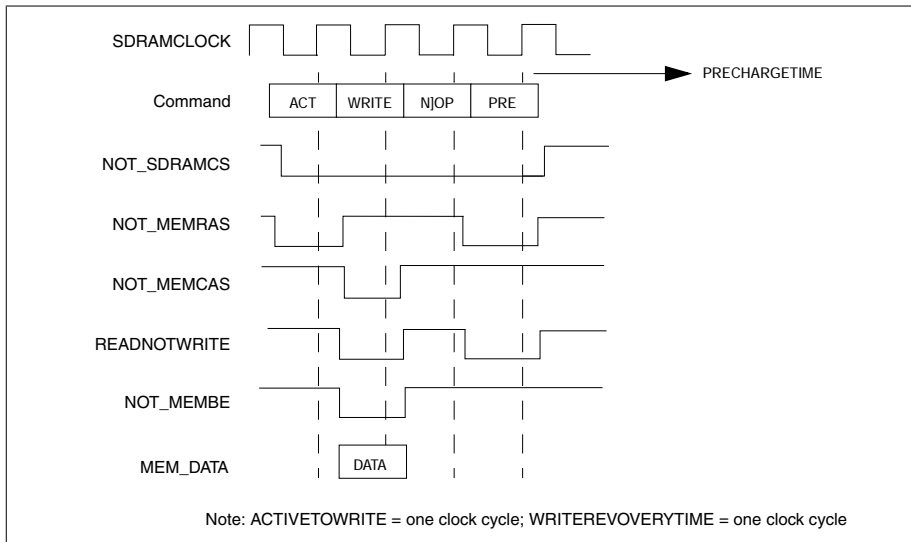 SDRAMCLOCK
PRECHARGETIME
Command
ACT WRITE N]OP PRE
NOT_SDRAMCS
NOT_MEMRAS
NOT_MEMCAS
READNOTWRITE
NOT_MEMBE
MEM_DATA
DATA
Note: ACTIVETOWRITE = one clock cycle; WRITEREVOVERYTIME = one clock cycle